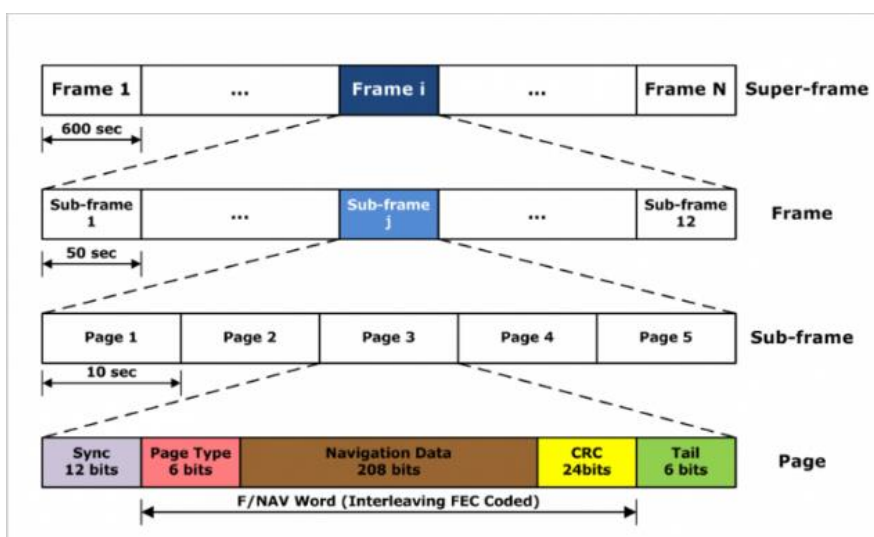 Frame 1 ... Frame i ... Frame N Super-frame
600 sec
Sub-frame
1
...
Sub-frame
j
...
Sub-frame
12
Frame
50 sec
Page 1 Page 2 Page 3 Page 4 Page 5 Sub-frame
10 sec
Sync
12 bits
Page Type
6 bits
Navigation Data
208 bits
CRC
24bits
Tail
6 bits
Page
F/NAV Word (Interleaving FEC Coded)